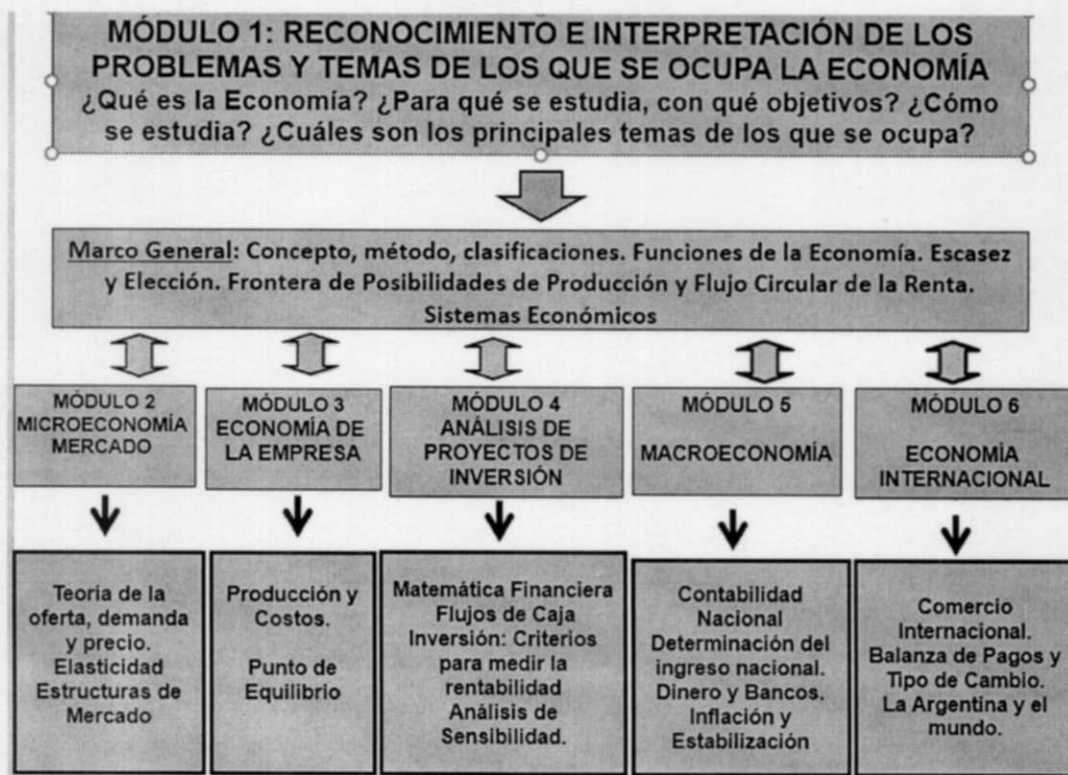 MÓDULO 1: RECONOCIMIENTO E INTERPRETACIÓN DE LOS
PROBLEMAS Y TEMAS DE LOS QUE SE OCUPA LA ECONOMÍA
¿Qué es la Economía? ¿Para qué se estudia, con qué objetivos? ¿Cómo
se estudia? ¿Cuáles son los principales temas de los que se ocupa?
Marco General: Concepto, método, clasificaciones. Funciones de la Economía. Escasez
y Elección. Frontera de Posibilidades de Producción y Flujo Circular de la Renta.
Sistemas Económicos
MÓDULO 2
MICROECONOMÍA
MERCADO
MÓDULO 3
ECONOMÍA DE
LA EMPRESA
MÓDULO 4
ANÁLISIS DE
PROYECTOS DE
INVERSIÓN
MÓDULO 5
MACROECONOMÍA
MÓDULO 6
ECONOMÍA
INTERNACIONAL
Teoría de la
oferta, demanda
y precio.
Elasticidad
Estructuras de
Mercado
Producción y
Costos.
Punto de
Equilibrio
Matemática Financiera
Flujos de Caja
Inversión: Criterios
para medir la
rentabilidad
Análisis de
Sensibilidad.
Contabilidad
Nacional
Determinación del
ingreso nacional.
Dinero y Bancos.
Inflación y
Estabilización
Comercio
Internacional.
Balanza de Pagos y
Tipo de Cambio.
La Argentina y el
mundo.